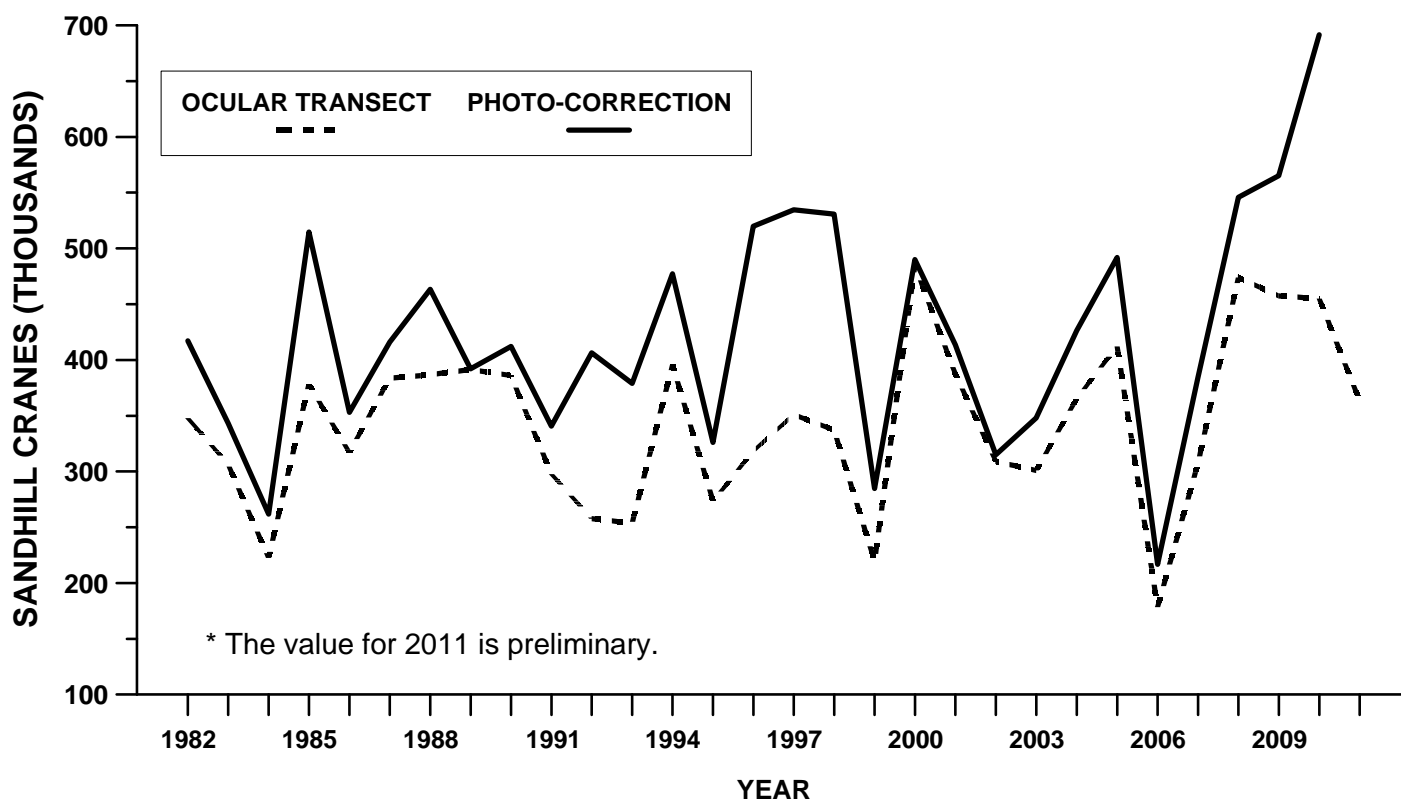 SANDHILL CRANES (THOUSANDS)
700
600
500
400
300
200
100
OCULAR TRANSECT PHOTO-CORRECTION
* The value for 2011 is preliminary.
1982 1985 1988 1991 1994 1997 2000 2003 2006 2009
YEAR